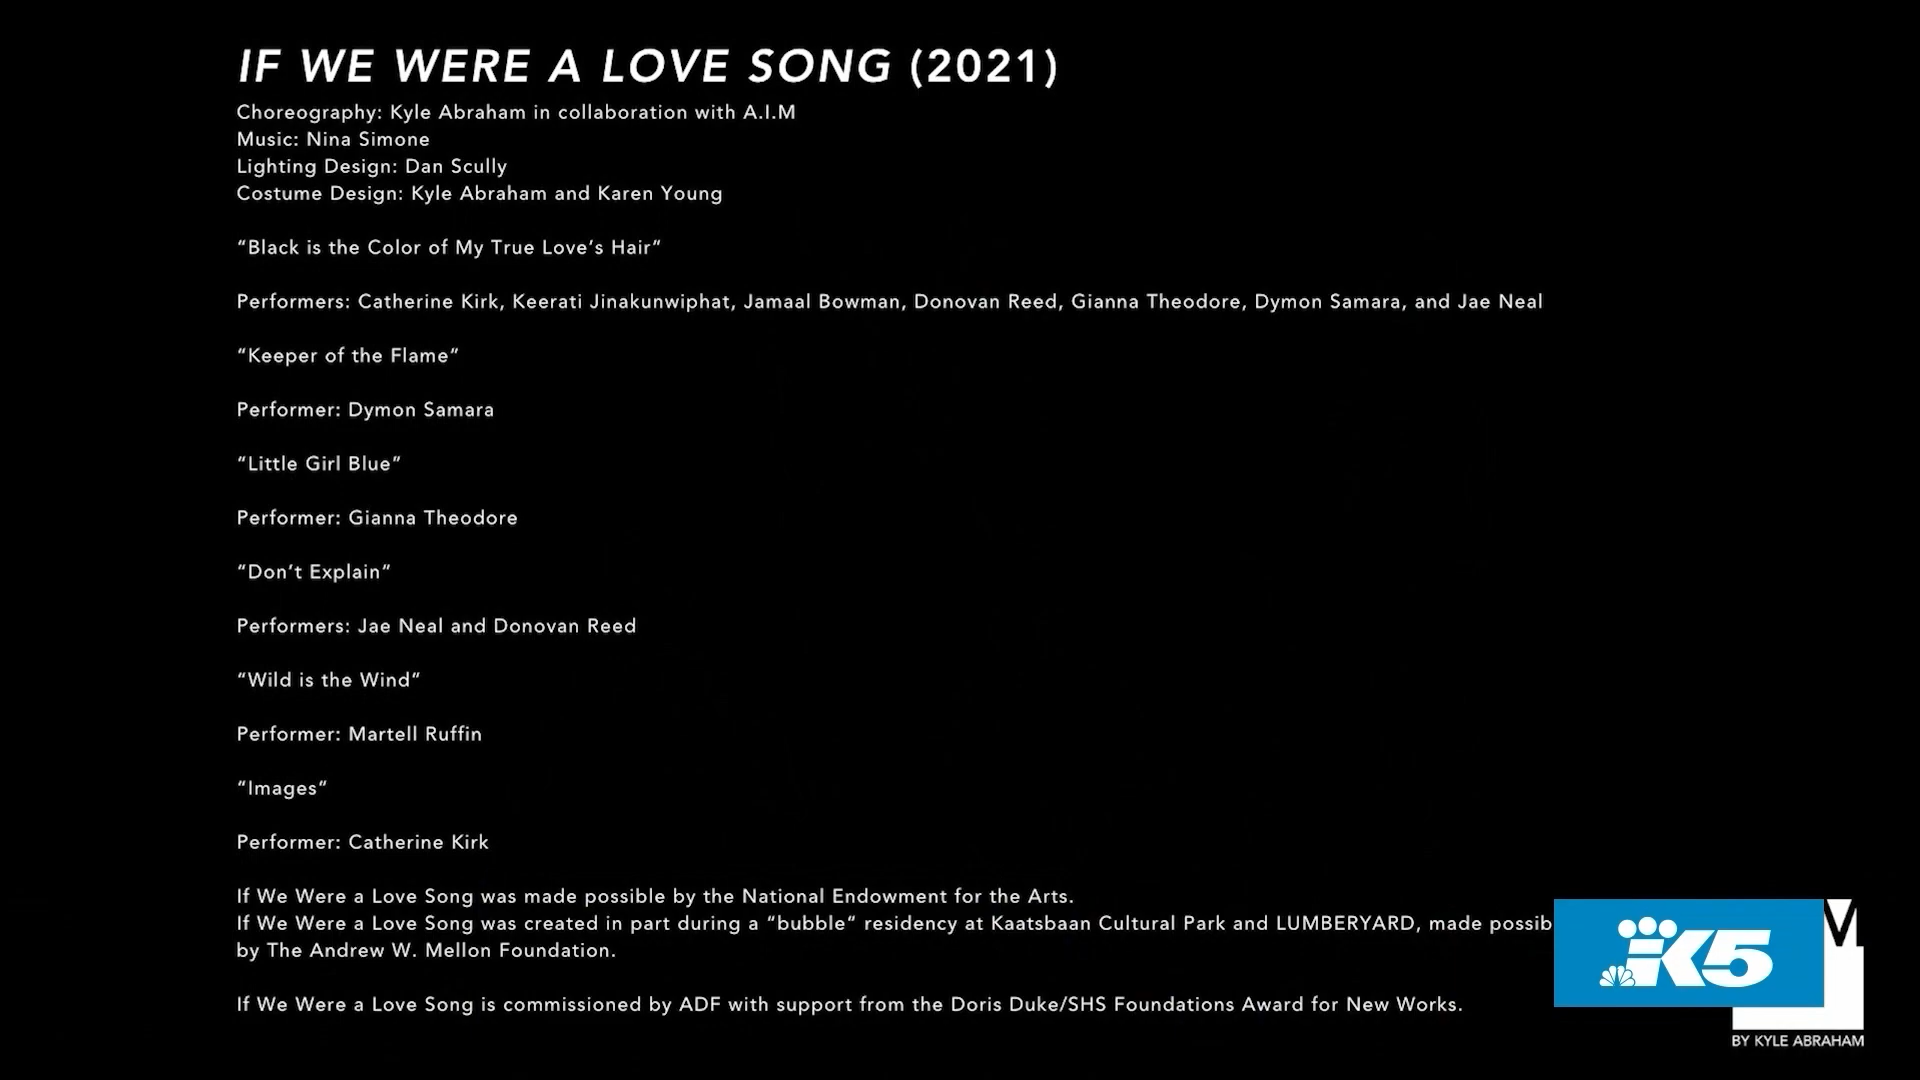 IF WE WERE A LOVE SONG (2021)
Choreography: Kyle Abraham in collaboration with A.I.M
Music: Nina Simone
Lighting Design: Dan Scully
Costume Design: Kyle Abraham and Karen Young
“Black is the Color of My True Love’s Hair”
Performers: Catherine Kirk, Keerati Jinakunwiphat, Jamaal Bowman, Donovan Reed, Gianna Theodore, Dymon Samara, and Jae Neal
“Keeper of the Flame”
Performer: Dymon Samara
“Little Girl Blue”
Performer: Gianna Theodore
“Don’t Explain”
Performers: Jae Neal and Donovan Reed
“Wild is the Wind”
Performer: Martell Ruffin
“Images”
Performer: Catherine Kirk
If We Were a Love Song was made possible by the National Endowment for the Arts.
If We Were a Love Song was created in part during a “bubble” residency at Kaatsbaan Cultural Park and LUMBERYARD, made
by The Andrew W. Mellon Foundation.
If We Were a Love Song is commissioned by ADF with support from the Doris Duke/SHS Foundations Award for New Works.
K5
BY KYLE ABRAHAM